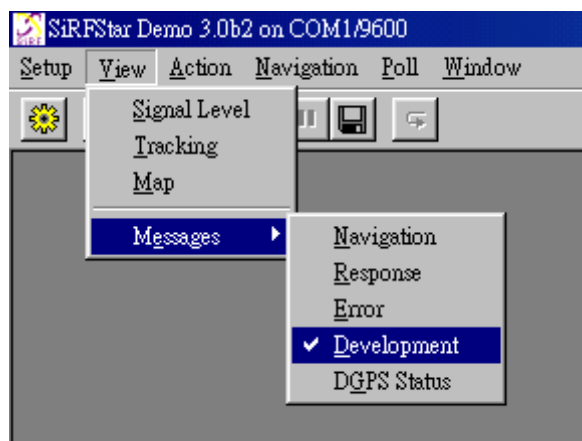 SiRFStar Demo 3.0b2 on COM1/9600
Setup View Action Navigation Poll Window
Signal Level
Tracking
Map
Messages
Navigation
Response
Error
Development
DGPS Status